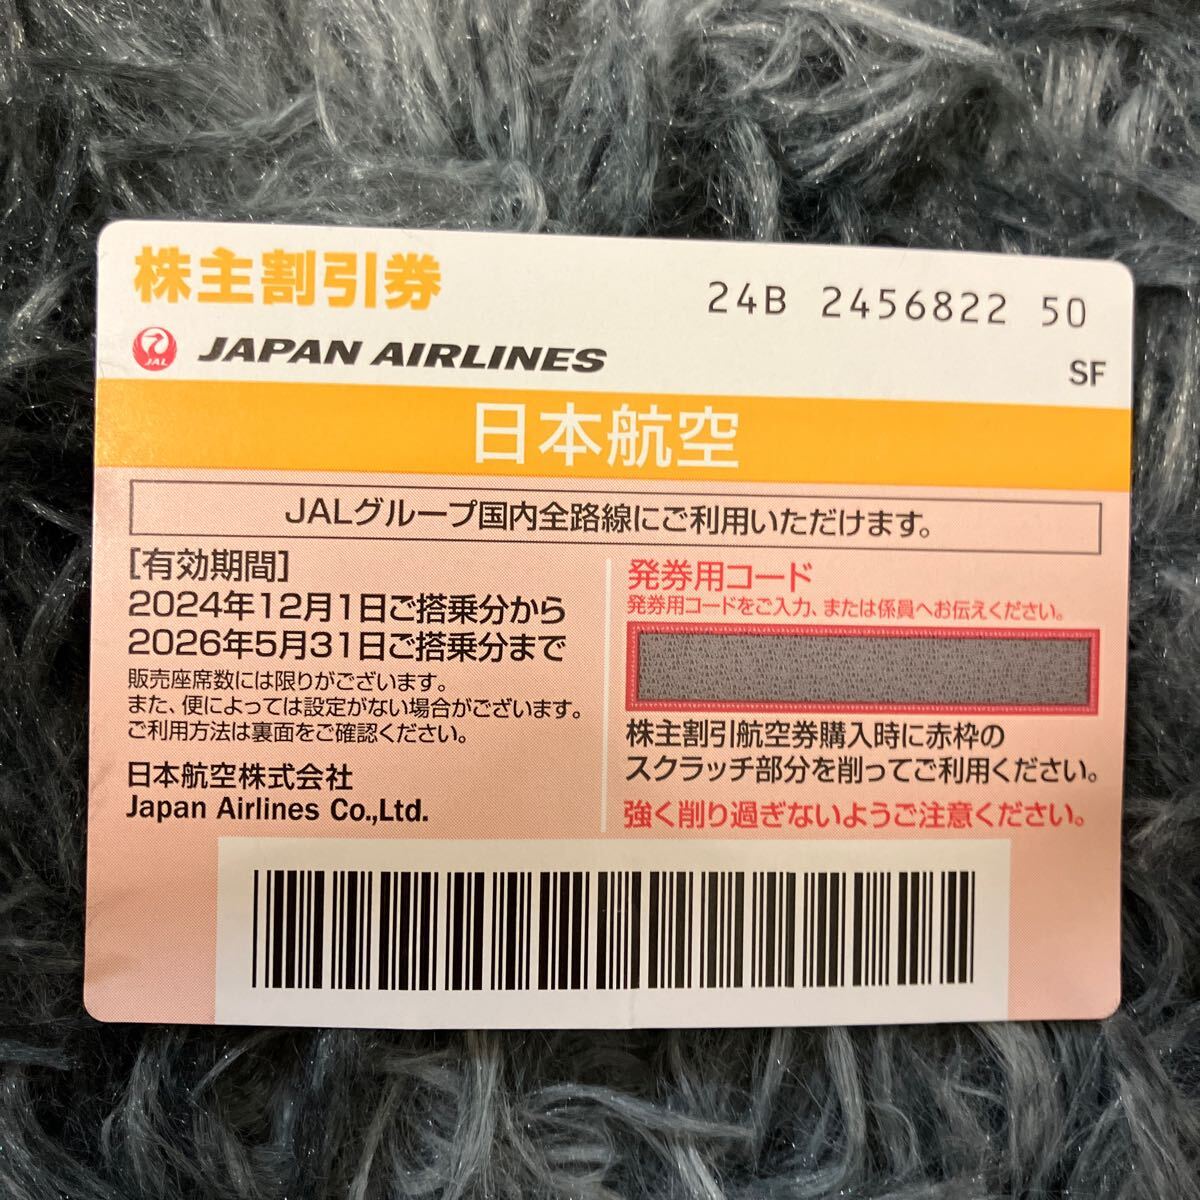 株主割引券
24B 2456822 50
JAL JAPAN AIRLINES
SF
日本航空
JALグループ国内全路線にご利用いただけます。
[有効期間]
2024年12月1日ご搭乗分から
2026年5月31日ご搭乗分まで
販売座席数には限りがございます。
また、便によっては設定がない場合がございます。
ご利用方法は裏面をご確認ください。
日本航空株式会社
Japan Airlines Co.,Ltd.
発券用コード
発券用コードをご入力、または係員へお伝えください。
株主割引航空券購入時に赤枠の
スクラッチ部分を削ってご利用ください。
強く削り過ぎないようご注意ください。